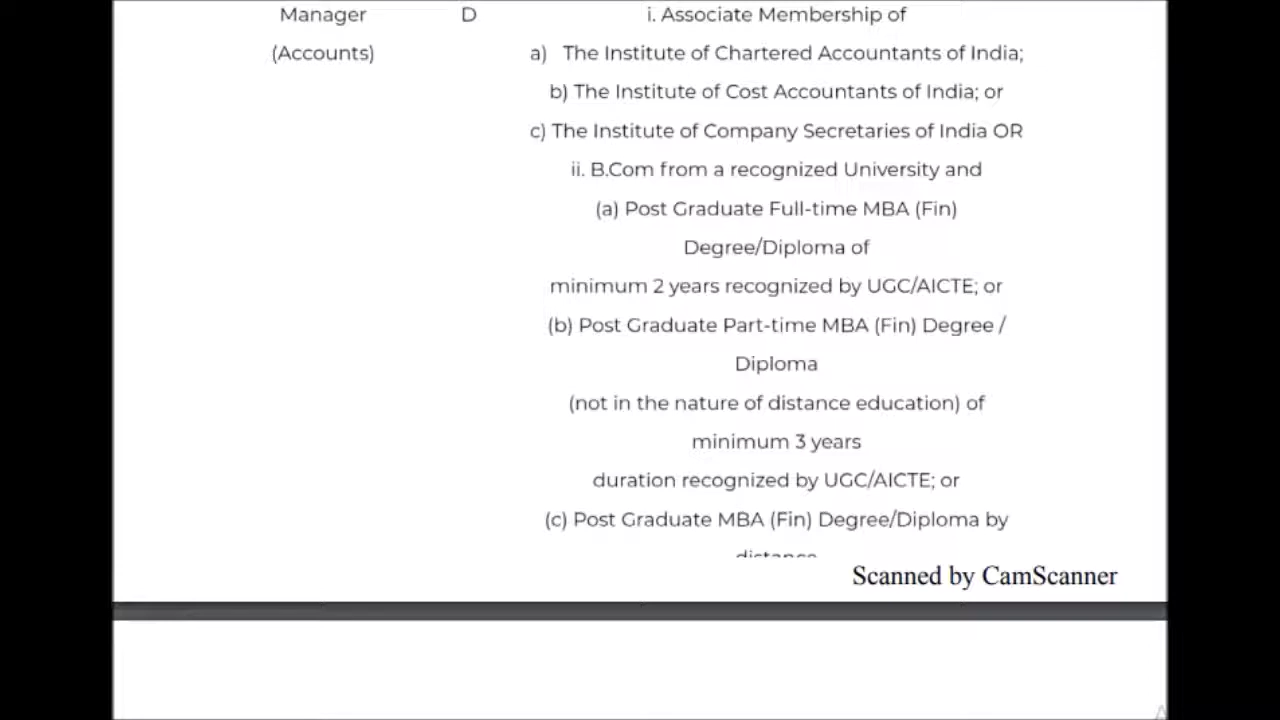 Manager D i. Associate Membership of
(Accounts) a) The Institute of Chartered Accountants of India;
b) The Institute of Cost Accountants of India; or
c) The Institute of Company Secretaries of India OR
ii. B.Com from a recognized University and
(a) Post Graduate Full-time MBA (Fin)
Degree/Diploma of
minimum 2 years recognized by UGC/AICTE; or
(b) Post Graduate Part-time MBA (Fin) Degree /
Diploma
(not in the nature of distance education) of
minimum 3 years
duration recognized by UGC/AICTE; or
(c) Post Graduate MBA (Fin) Degree/Diploma by
distance
Scanned by CamScanner